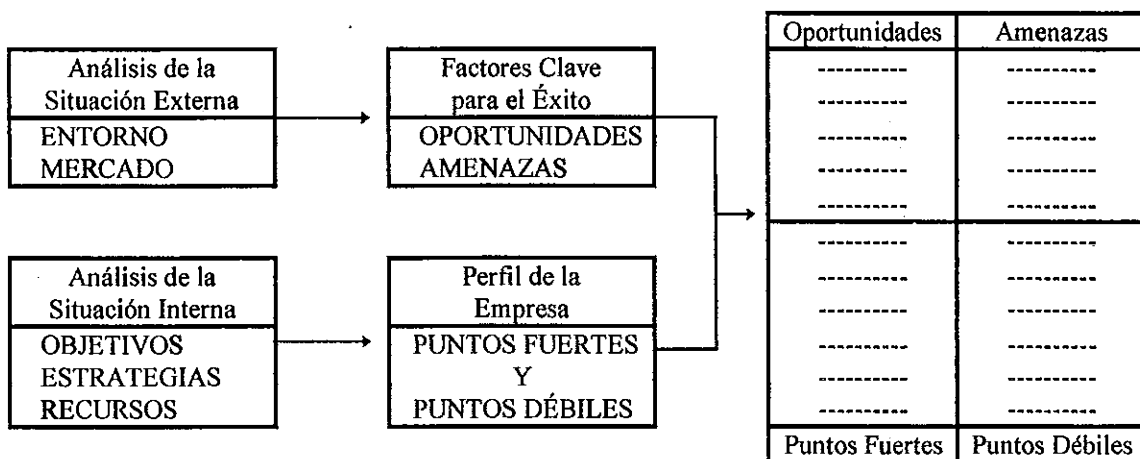 Análisis de la
Situación Externa
ENTORNO
MERCADO
Factores Clave
para el Éxito
OPORTUNIDADES
AMENAZAS
Análisis de la
Situación Interna
OBJETIVOS
ESTRATEGIAS
RECURSOS
Perfil de la
Empresa
PUNTOS FUERTES
Y
PUNTOS DÉBILES
Oportunidades Amenazas
---------- ----------
---------- ----------
---------- ----------
---------- ----------
---------- ----------
---------- ----------
---------- ----------
---------- ----------
---------- ----------
---------- ----------
---------- ----------
Puntos Fuertes Puntos Débiles